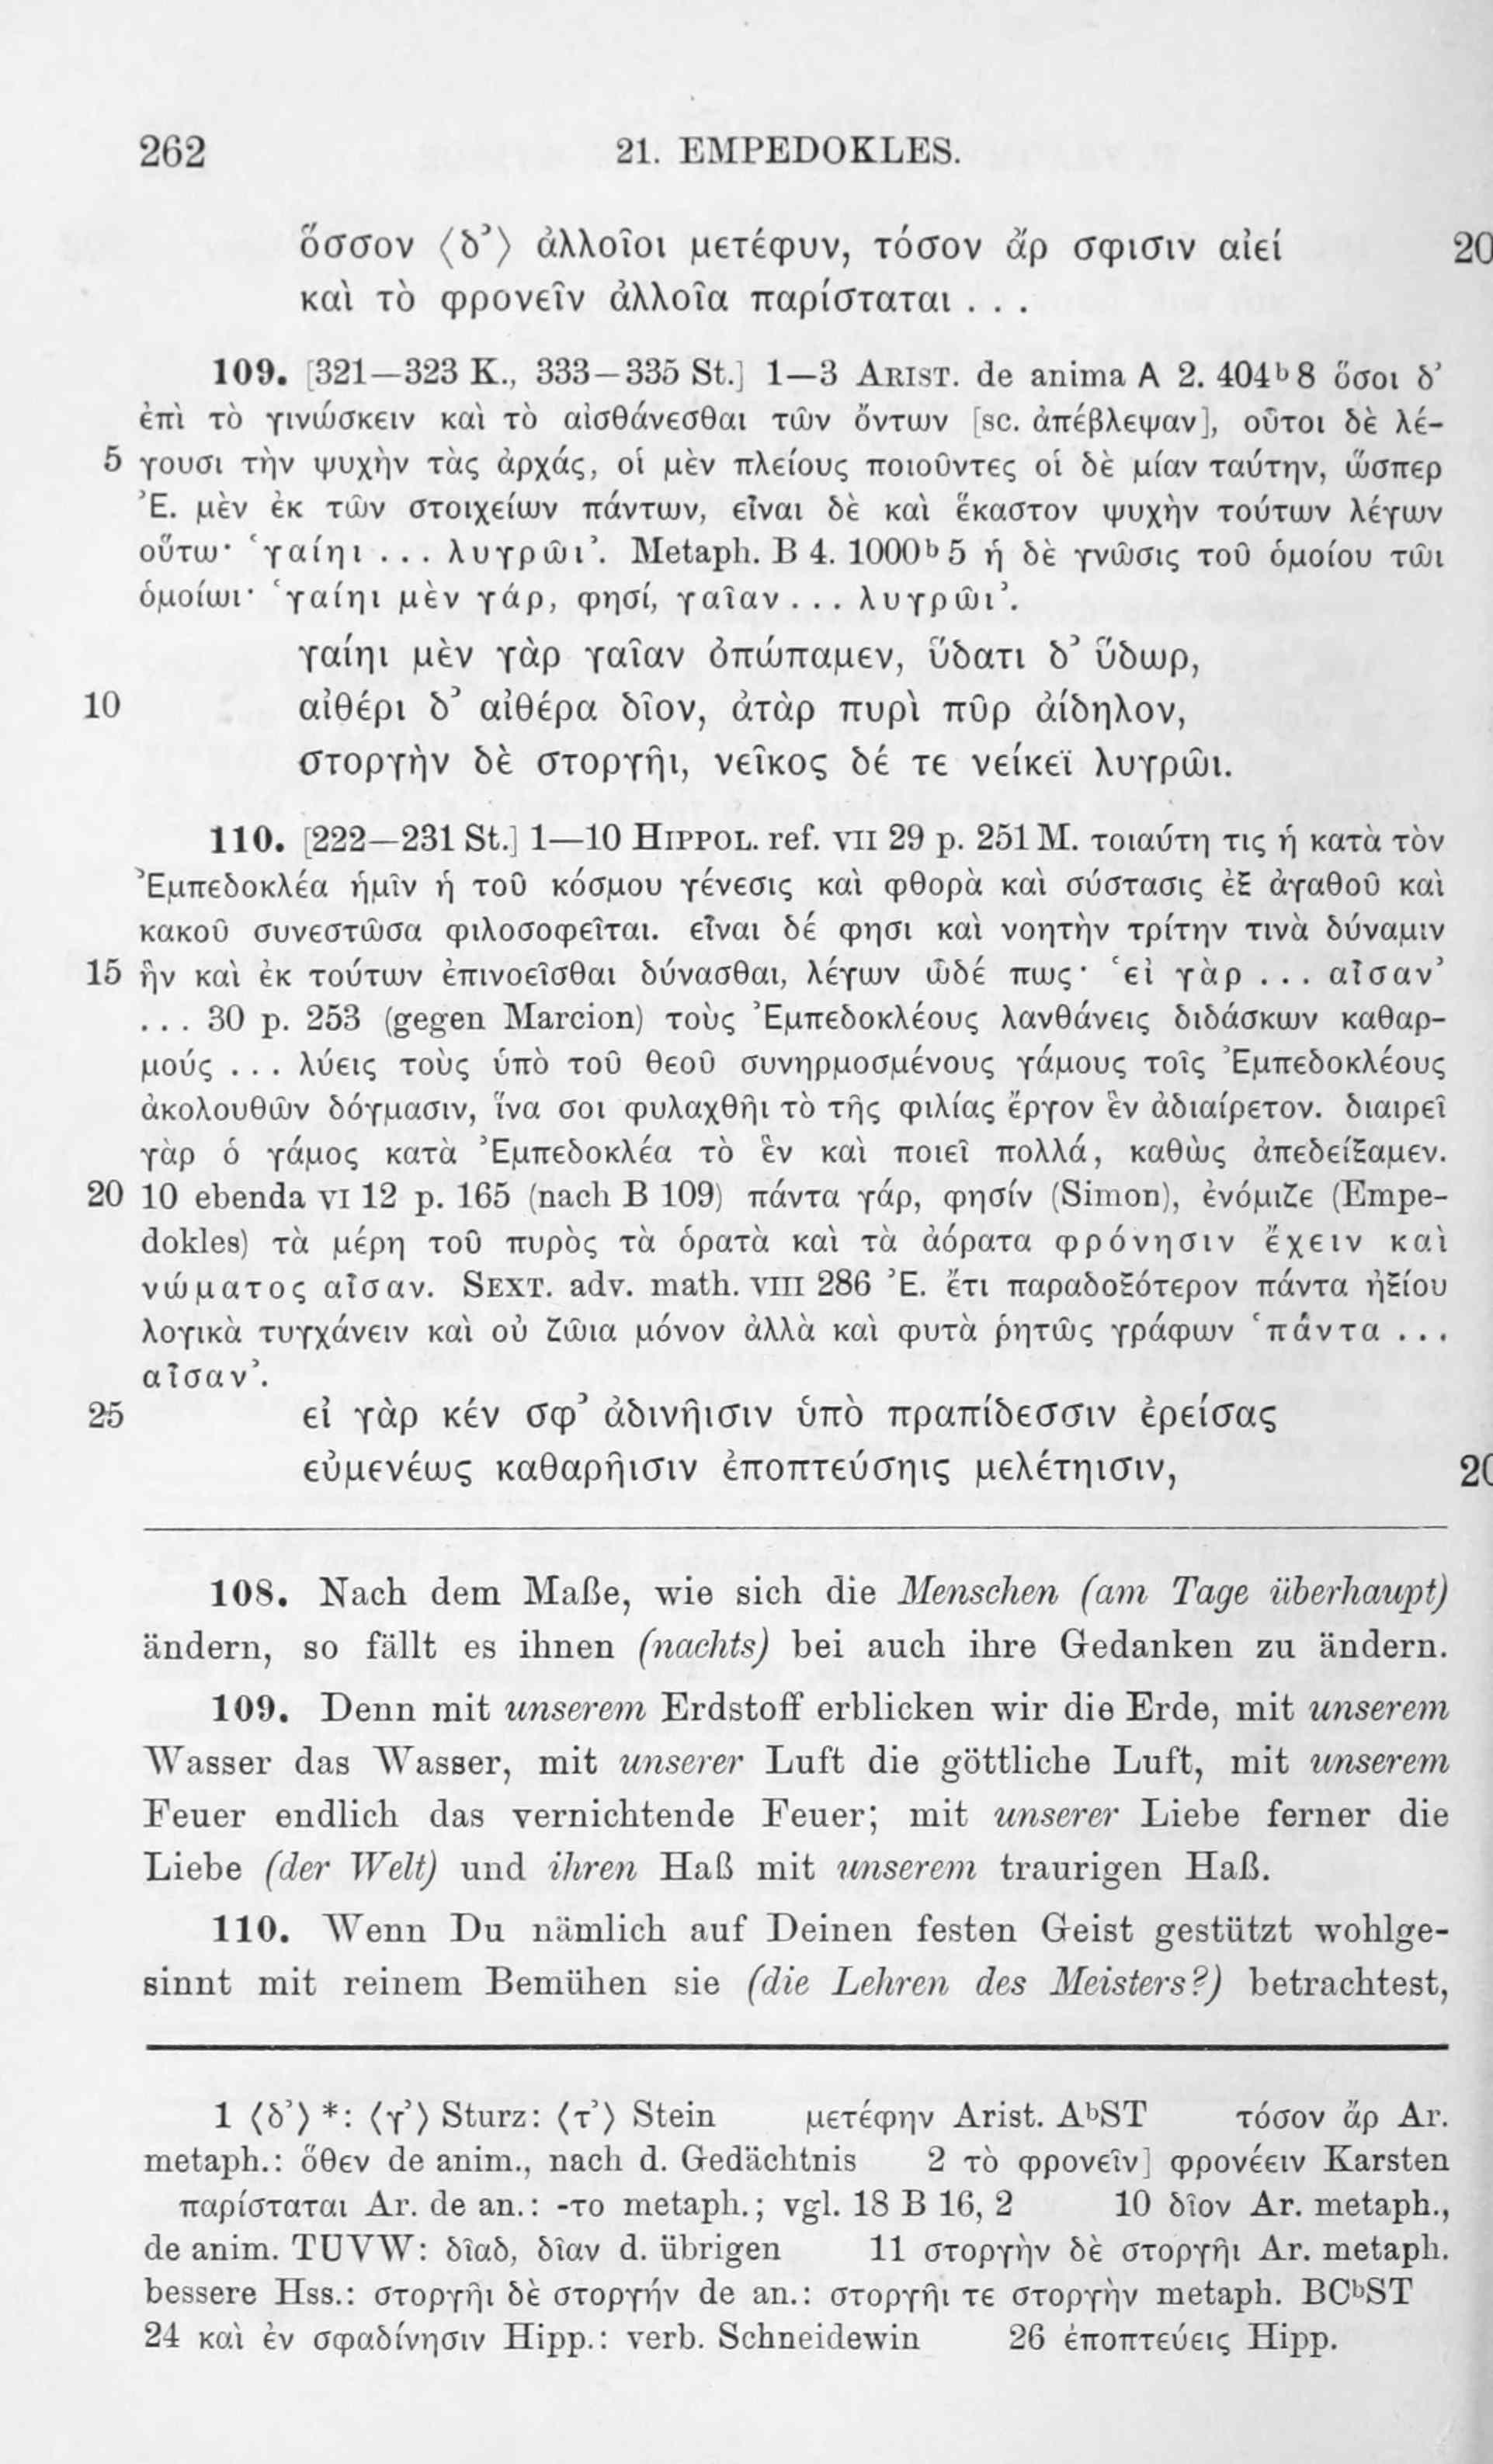 262 21. EMPEDOKLES.
ὅσσον ⟨δ’⟩ ἀλλοῖοι μετέφυν, τόσον ἄρ σφισιν αἰεί 20
καὶ τὸ φρονεῖν ἀλλοῖα παρίσταται . . .
109. [321—323 K., 333—335 St.] 1—3 ARIST. de anima A 2. 404ᵇ8 ὅσοι δ’
ἐπὶ τὸ γινώσκειν καὶ τὸ αἰσθάνεσθαι τῶν ὄντων [sc. ἀπέβλεψαν], οὗτοι δὲ λέ-
5 γουσι τὴν ψυχὴν τὰς ἀρχάς, οἱ μὲν πλείους ποιοῦντες οἱ δὲ μίαν ταύτην, ὥσπερ
Ἐ. μὲν ἐκ τῶν στοιχείων πάντων, εἶναι δὲ καὶ ἕκαστον ψυχὴν τούτων λέγων
οὕτω· ‘γαίηι . . . λυγρῶι’. Metaph. B 4. 1000ᵇ5 ἡ δὲ γνῶσις τοῦ ὁμοίου τῶι
ὁμοίωι· ‘γαίηι μὲν γάρ, φησί, γαῖαν . . . λυγρῶι’.
γαίηι μὲν γὰρ γαῖαν ὀπώπαμεν, ὕδατι δ’ ὕδωρ,
10 αἰθέρι δ’ αἰθέρα δῖον, ἀτὰρ πυρὶ πῦρ ἀίδηλον,
στοργὴν δὲ στοργῆι, νεῖκος δέ τε νείκεϊ λυγρῶι.
110. [222—231 St.] 1—10 HIPPOL. ref. VII 29 p. 251 M. τοιαύτη τις ἡ κατὰ τὸν
Ἐμπεδοκλέα ἡμῖν ἡ τοῦ κόσμου γένεσις καὶ φθορὰ καὶ σύστασις ἐξ ἀγαθοῦ καὶ
κακοῦ συνεστῶσα φιλοσοφεῖται. εἶναι δέ φησι καὶ νοητὴν τρίτην τινὰ δύναμιν
15 ἣν καὶ ἐκ τούτων ἐπινοεῖσθαι δύνασθαι, λέγων ὧδέ πως· ‘εἰ γὰρ . . . αἶσαν’
. . . 30 p. 253 (gegen Marcion) τοὺς Ἐμπεδοκλέους λανθάνεις διδάσκων καθαρ-
μούς . . . λύεις τοὺς ὑπὸ τοῦ θεοῦ συνηρμοσμένους γάμους τοῖς Ἐμπεδοκλέους
ἀκολουθῶν δόγμασιν, ἵνα σοι φυλαχθῆι τὸ τῆς φιλίας ἔργον ἓν ἀδιαίρετον. διαιρεῖ
γὰρ ὁ γάμος κατὰ Ἐμπεδοκλέα τὸ ἓν καὶ ποιεῖ πολλά, καθὼς ἀπεδείξαμεν.
20 10 ebenda VI 12 p. 165 (nach B 109) πάντα γάρ, φησίν (Simon), ἐνόμιζε (Empe-
dokles) τὰ μέρη τοῦ πυρὸς τὰ ὁρατὰ καὶ τὰ ἀόρατα φρόνησιν ἔχειν καὶ
νώματος αἶσαν. SEXT. adv. math. VIII 286 Ἐ. ἔτι παραδοξότερον πάντα ἠξίου
λογικὰ τυγχάνειν καὶ οὐ ζῶια μόνον ἀλλὰ καὶ φυτὰ ῥητῶς γράφων ‘πάντα . . .
αἶσαν’.
25 εἰ γὰρ κέν σφ’ ἀδινῆισιν ὑπὸ πραπίδεσσιν ἐρείσας
εὐμενέως καθαρῆισιν ἐποπτεύσηις μελέτηισιν, 20
108. Nach dem Maße, wie sich die Menschen (am Tage überhaupt)
ändern, so fällt es ihnen (nachts) bei auch ihre Gedanken zu ändern.
109. Denn mit unserem Erdstoff erblicken wir die Erde, mit unserem
Wasser das Wasser, mit unserer Luft die göttliche Luft, mit unserem
Feuer endlich das vernichtende Feuer; mit unserer Liebe ferner die
Liebe (der Welt) und ihren Haß mit unserem traurigen Haß.
110. Wenn Du nämlich auf Deinen festen Geist gestützt wohlge-
sinnt mit reinem Bemühen sie (die Lehren des Meisters?) betrachtest,
1 ⟨δ’⟩ *: ⟨γ’⟩ Sturz: ⟨τ’⟩ Stein μετέφην Arist. AᵇST τόσον ἄρ Ar.
metaph.: ὅθεν de anim., nach d. Gedächtnis 2 τὸ φρονεῖν] φρονέειν Karsten
παρίσταται Ar. de an.: -το metaph.; vgl. 18 B 16, 2 10 δῖον Ar. metaph.,
de anim. TUVW: δῖαδ, δῖαν d. übrigen 11 στοργὴν δὲ στοργῆι Ar. metaph.
bessere Hss.: στοργῆι δὲ στοργήν de an.: στοργῆι τε στοργὴν metaph. BCᵇST
24 καὶ ἐν σφαδίνησιν Hipp.: verb. Schneidewin 26 ἐποπτεύεις Hipp.